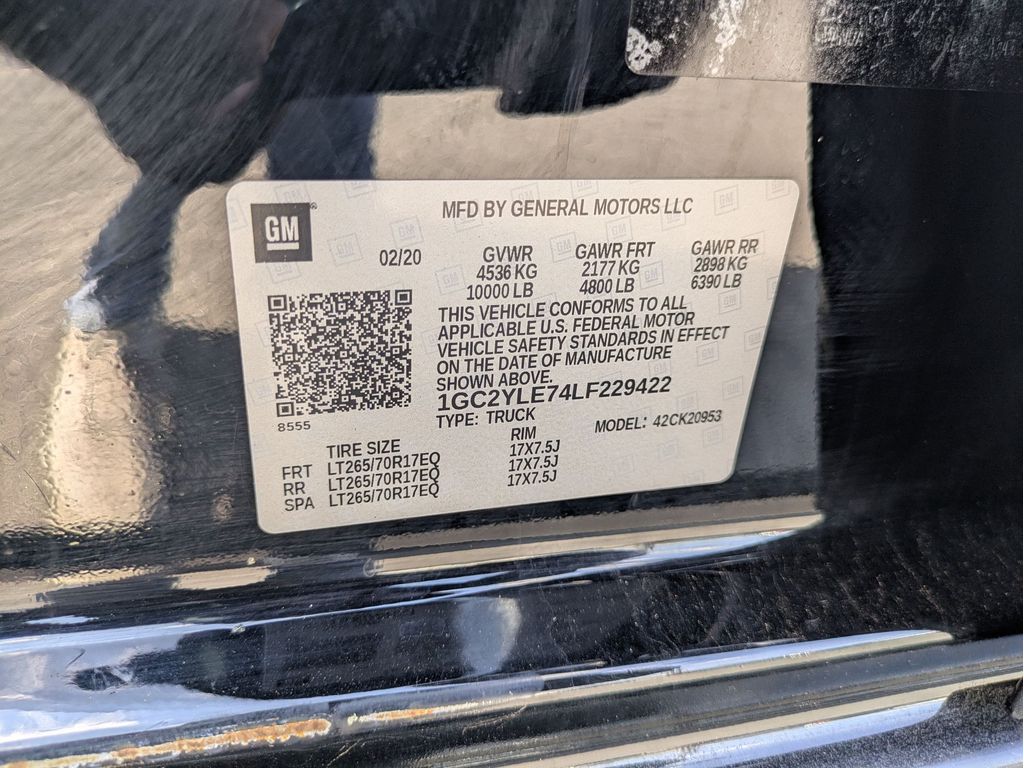 GM
MFD BY GENERAL MOTORS LLC
02/20
GVWR GAWR FRT GAWR RR
4536 KG 2177 KG 2898 KG
10000 LB 4800 LB 6390 LB
THIS VEHICLE CONFORMS TO ALL
APPLICABLE U.S. FEDERAL MOTOR
VEHICLE SAFETY STANDARDS IN EFFECT
ON THE DATE OF MANUFACTURE
SHOWN ABOVE.
1GC2YLE74LF229422
TYPE: TRUCK MODEL: 42CK20953
8555
TIRE SIZE RIM
FRT LT265/70R17EQ 17X7.5J
RR LT265/70R17EQ 17X7.5J
SPA LT265/70R17EQ 17X7.5J